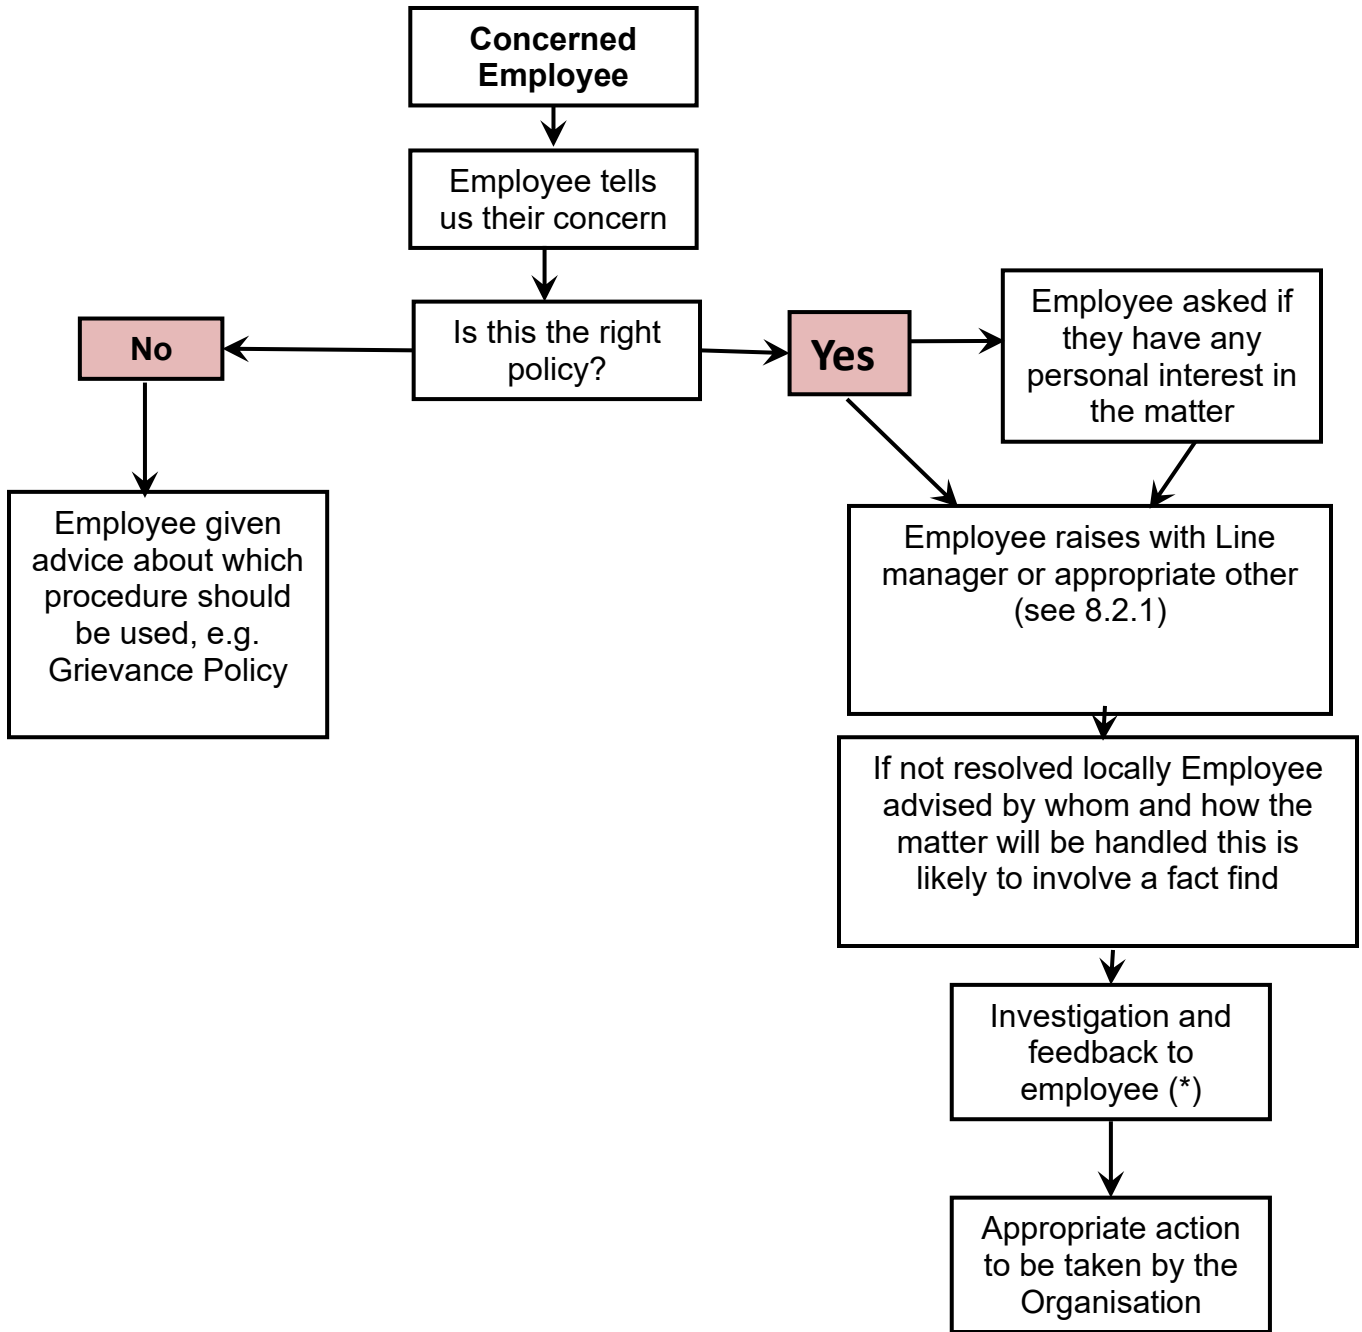 Concerned
Employee
Employee tells
us their concern
Is this the right
policy?
No
Yes
Employee asked if
they have any
personal interest in
the matter
Employee given
advice about which
procedure should
be used, e.g.
Grievance Policy
Employee raises with Line
manager or appropriate other
(see 8.2.1)
If not resolved locally Employee
advised by whom and how the
matter will be handled this is
likely to involve a fact find
Investigation and
feedback to
employee (*)
Appropriate action
to be taken by the
Organisation